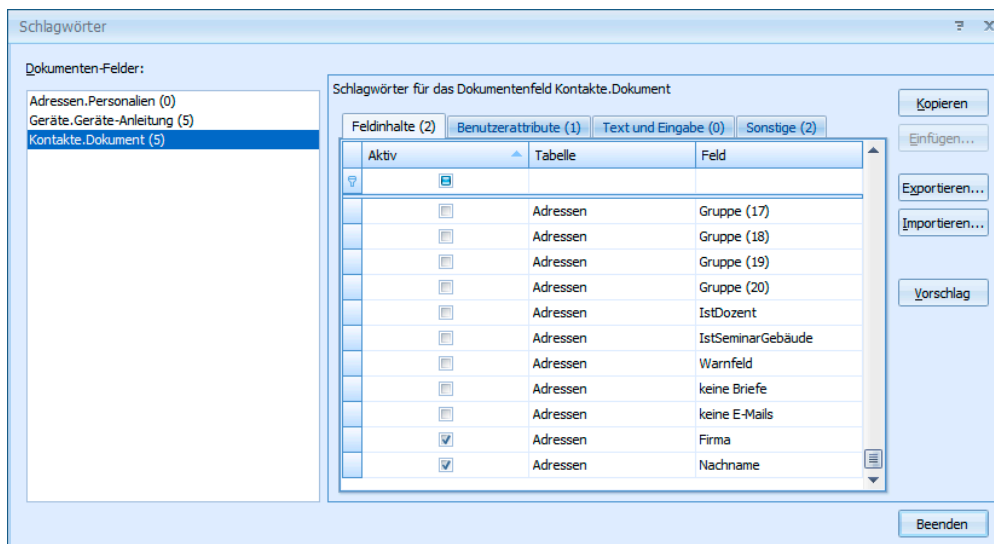 Schlagwörter
Dokumenten-Felder:
Adressen.Personalien (0)
Geräte.Geräte-Anleitung (5)
Kontakte.Dokument (5)
Schlagwörter für das Dokumentenfeld Kontakte.Dokument
Feldinhalte (2) Benutzerattribute (1) Text und Eingabe (0) Sonstige (2)
Aktiv Tabelle Feld
Adressen Gruppe (17)
Adressen Gruppe (18)
Adressen Gruppe (19)
Adressen Gruppe (20)
Adressen IstDozent
Adressen IstSeminarGebäude
Adressen Warnfeld
Adressen keine Briefe
Adressen keine E-Mails
Adressen Firma
Adressen Nachname
Kopieren
Einfügen...
Exportieren...
Importieren...
Vorschlag
Beenden